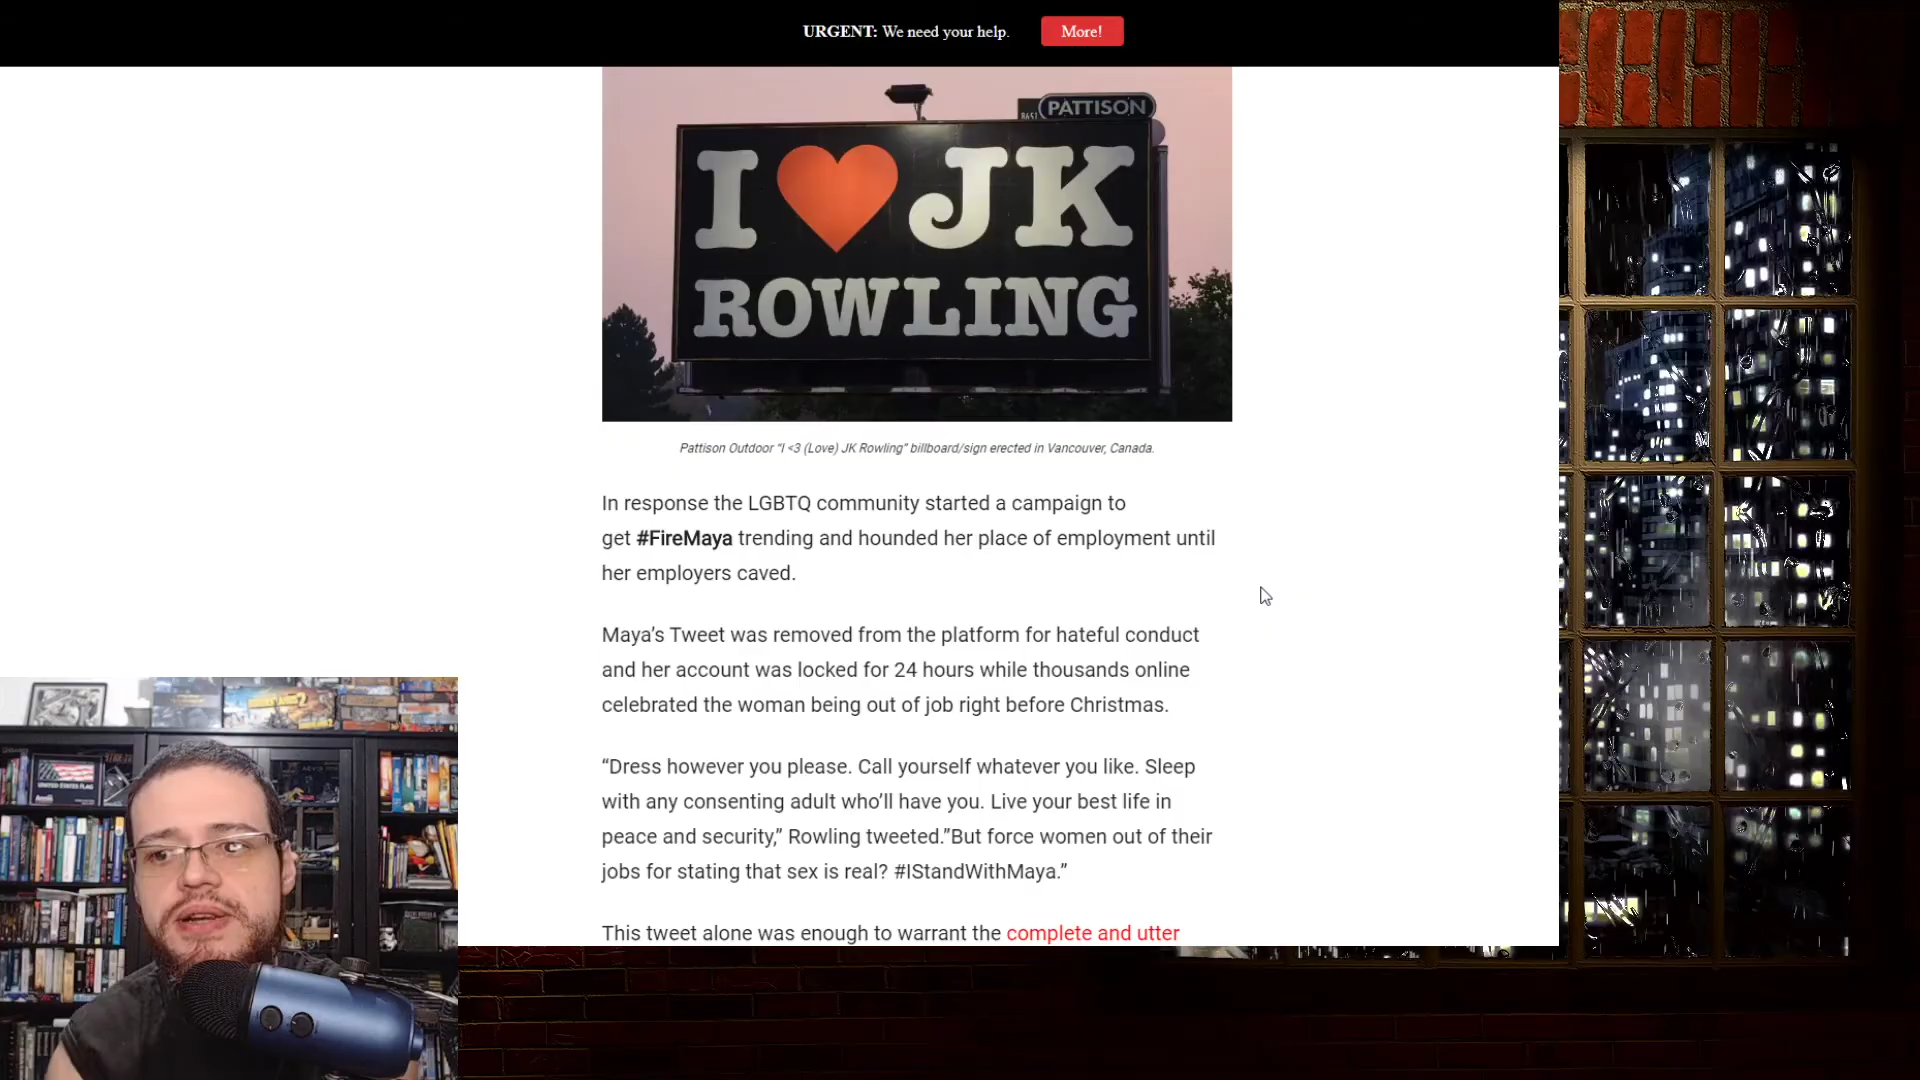 URGENT: We need your help. More!
8651 PATTISON
I ♥ JK
ROWLING
Pattison Outdoor “I <3 (Love) JK Rowling” billboard/sign erected in Vancouver, Canada.
In response the LGBTQ community started a campaign to
get #FireMaya trending and hounded her place of employment until
her employers caved.
Maya’s Tweet was removed from the platform for hateful conduct
and her account was locked for 24 hours while thousands online
celebrated the woman being out of job right before Christmas.
“Dress however you please. Call yourself whatever you like. Sleep
with any consenting adult who’ll have you. Live your best life in
peace and security,” Rowling tweeted.”But force women out of their
jobs for stating that sex is real? #IStandWithMaya.”
This tweet alone was enough to warrant the complete and utter
UNITED STATES FLAG